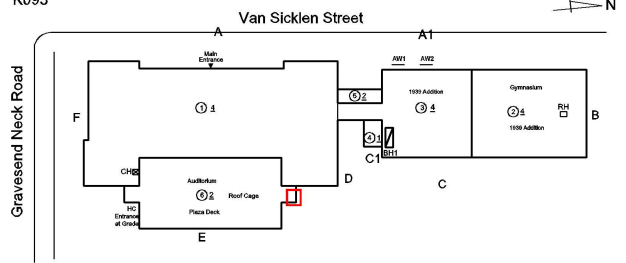 K095
N
Van Sicklen Street
A
A1
Main
Entrance
AW1
AW2
Gravesend Neck Road
F
1 4
5 2
1939 Addition
3 4
Gymnasium
2 4
RH
1939 Addition
B
4 1
BH1
C1
D
C
CH
Auditorium
6 2
Roof Cage
Plaza Deck
HC
Entrance
at Grade
E